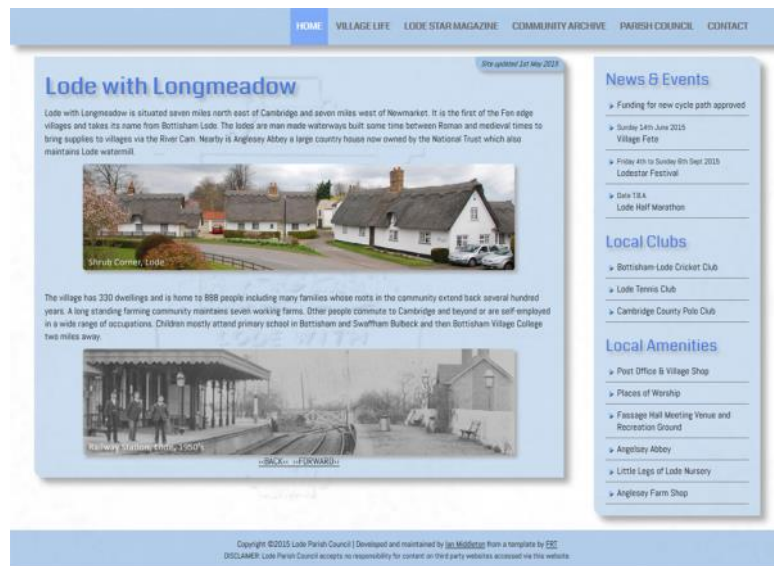 HOME VILLAGE LIFE LODE STAR MAGAZINE COMMUNITY ARCHIVE PARISH COUNCIL CONTACT
Site updated 1st May 2015
Lode with Longmeadow
Lode with Longmeadow is situated seven miles north east of Cambridge and seven miles west of Newmarket. It is the first of the Fen edge
villages and takes its name from Bottisham Lode. The lodes are man made waterways built some time between Roman and medieval times to
bring supplies to villages via the River Cam. Nearby is Anglesey Abbey a large country house now owned by the National Trust which also
maintains Lode watermill.
Shrub Corner, Lode
The village has 330 dwellings and is home to 888 people including many families whose roots in the community extend back several hundred
years. A long standing farming community maintains seven working farms. Other people commute to Cambridge and beyond or are self-employed
in a wide range of occupations. Children mostly attend primary school in Bottisham and Swaffham Bulbeck and then Bottisham Village College
two miles away.
LODE WITH
Railway Station, Lode, 1950's
‹‹BACK‹‹ ››FORWARD››
News & Events
Funding for new cycle path approved
Sunday 14th June 2015
Village Fete
Friday 4th to Sunday 6th Sept 2015
Lodestar Festival
Date T.B.A
Lode Half Marathon
Local Clubs
Bottisham-Lode Cricket Club
Lode Tennis Club
Cambridge County Polo Club
Local Amenities
Post Office & Village Shop
Places of Worship
Fassage Hall Meeting Venue and
Recreation Ground
Angelsey Abbey
Little Legs of Lode Nursery
Anglesey Farm Shop
Copyright ©2015 Lode Parish Council | Developed and maintained by Ian Middleton from a template by FRT
DISCLAIMER: Lode Parish Council accepts no responsibility for content on third party websites accessed via this website